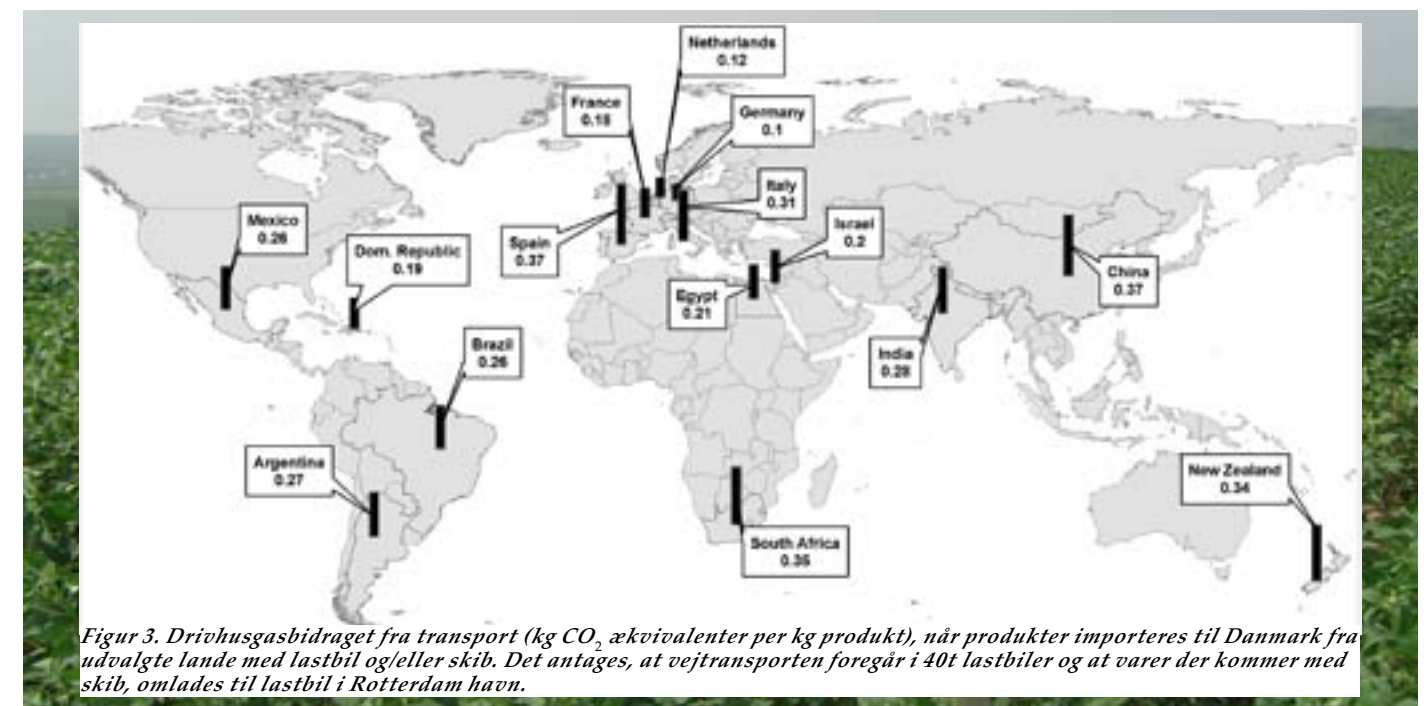 Netherlands
0.12
France
0.18
Germany
0.1
Italy
0.31
Mexico
0.26
Dom. Republic
0.19
Spain
0.37
Israel
0.2
Egypt
0.21
China
0.37
India
0.28
Brazil
0.26
Argentina
0.27
South Africa
0.35
New Zealand
0.34
Figur 3. Drivhusgasbidraget fra transport (kg CO₂ ækvivalenter per kg produkt), når produkter importeres til Danmark fra
udvalgte lande med lastbil og/eller skib. Det antages, at vejtransporten foregår i 40t lastbiler og at varer der kommer med
skib, omlades til lastbil i Rotterdam havn.